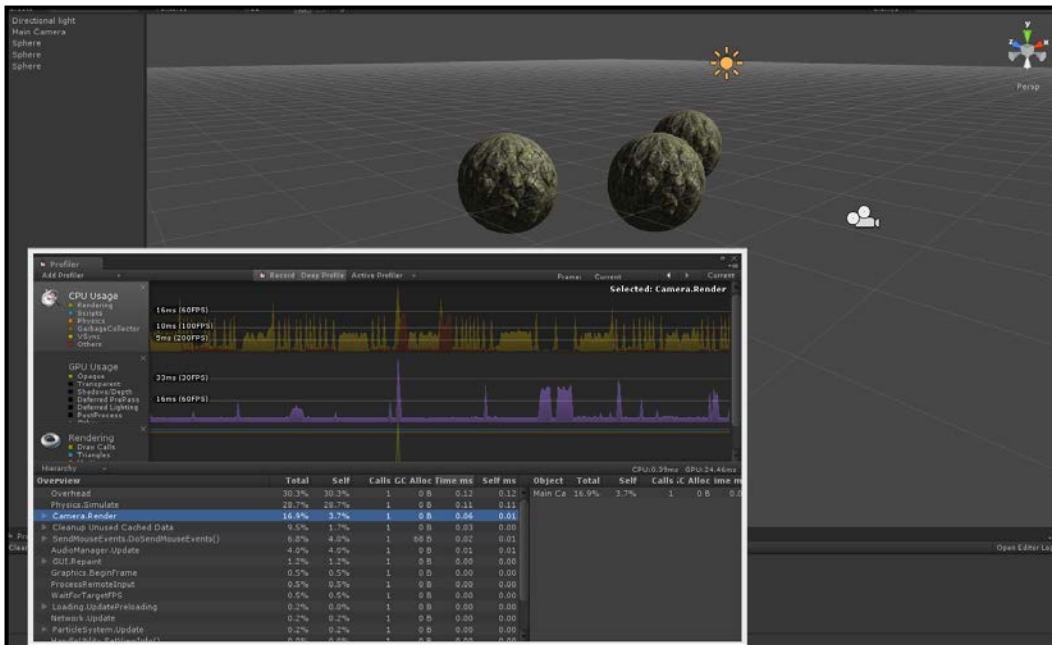 Directional light
Main Camera
Sphere
Sphere
Sphere
y
z
x
Persp
Profiler
Add Profiler
Record Deep Profile Active Profiler
Frame: Current
Current
Selected: Camera.Render
CPU Usage
Rendering
Scripts
Physics
GarbageCollector
VSync
Others
16ms (60FPS)
10ms (100FPS)
5ms (200FPS)
GPU Usage
Opaque
Transparent
Shadows/Depth
Deferred PrePass
Deferred Lighting
PostProcess
33ms (30FPS)
16ms (60FPS)
Rendering
Draw Calls
Triangles
Hierarchy
CPU:0.39ms GPU:24.46ms
Overview Total Self Calls GC Alloc Time ms Self ms
Object Total Self Calls GC Alloc
Overhead 30.3% 30.3% 1 0 B 0.12 0.12
Main Ca 16.9% 3.7% 1 0 B
Physics.Simulate 28.7% 28.7% 1 0 B 0.11 0.11
Camera.Render 16.9% 3.7% 1 0 B 0.06 0.01
Cleanup Unused Cached Data 9.5% 1.7% 1 0 B 0.03 0.00
SendMouseEvents.DoSendMouseEvents() 6.8% 4.0% 1 68 B 0.02 0.01
AudioManager.Update 4.0% 4.0% 1 0 B 0.01 0.01
GUI.Repaint 1.2% 1.2% 1 0 B 0.00 0.00
Graphics.BeginFrame 0.5% 0.5% 1 0 B 0.00 0.00
ProcessRemoteInput 0.5% 0.5% 1 0 B 0.00 0.00
WaitForTargetFPS 0.5% 0.5% 1 0 B 0.00 0.00
Loading.UpdatePreloading 0.2% 0.0% 1 0 B 0.00 0.00
Network.Update 0.2% 0.2% 1 0 B 0.00 0.00
ParticleSystem.Update 0.2% 0.2% 1 0 B 0.00 0.00
Open Editor Log